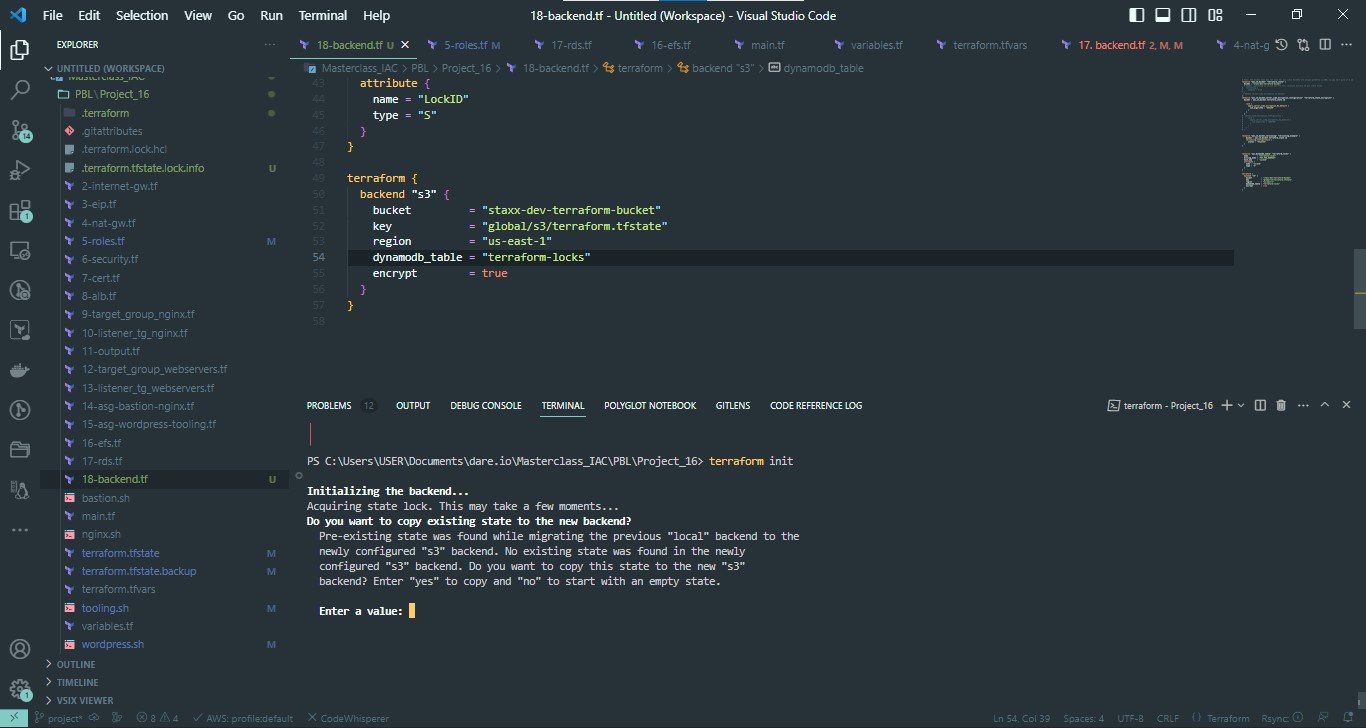 File Edit Selection View Go Run Terminal Help 18-backend.tf - Untitled (Workspace) - Visual Studio Code
EXPLORER
18-backend.tf U
5-roles.tf M
17-rds.tf
16-efs.tf
main.tf
variables.tf
terraform.tfvars
17. backend.tf 2, M, M
4-nat-g
UNTITLED (WORKSPACE)
Masterclass_IAC > PBL > Project_16 > 18-backend.tf > terraform > backend "s3" > dynamodb_table
Masterclass_IAC
PBL\Project_16
.terraform
.gitattributes
.terraform.lock.hcl
.terraform.tfstate.lock.info U
2-internet-gw.tf
3-eip.tf
4-nat-gw.tf
5-roles.tf M
6-security.tf
7-cert.tf
8-alb.tf
9-target_group_nginx.tf
10-listener_tg_nginx.tf
11-output.tf
12-target_group_webservers.tf
13-listener_tg_webservers.tf
14-asg-bastion-nginx.tf
15-asg-wordpress-tooling.tf
16-efs.tf
17-rds.tf
18-backend.tf U
bastion.sh
main.tf
nginx.sh
terraform.tfstate M
terraform.tfstate.backup M
terraform.tfvars
tooling.sh M
variables.tf
wordpress.sh M
OUTLINE
TIMELINE
VSIX VIEWER
14
1
1
43 attribute {
44 name = "LockID"
45 type = "S"
46 }
47 }
48
49 terraform {
50 backend "s3" {
51 bucket = "staxx-dev-terraform-bucket"
52 key = "global/s3/terraform.tfstate"
53 region = "us-east-1"
54 dynamodb_table = "terraform-locks"
55 encrypt = true
56 }
57 }
58
PROBLEMS 12 OUTPUT DEBUG CONSOLE TERMINAL POLYGLOT NOTEBOOK GITLENS CODE REFERENCE LOG terraform - Project_16
PS C:\Users\USER\Documents\dare.io\Masterclass_IAC\PBL\Project_16> terraform init
Initializing the backend...
Acquiring state lock. This may take a few moments...
Do you want to copy existing state to the new backend?
Pre-existing state was found while migrating the previous "local" backend to the
newly configured "s3" backend. No existing state was found in the newly
configured "s3" backend. Do you want to copy this state to the new "s3"
backend? Enter "yes" to copy and "no" to start with an empty state.
Enter a value:
project* 8 4 AWS: profile:default CodeWhisperer Ln 54, Col 39 Spaces: 4 UTF-8 CRLF Terraform Rsync: